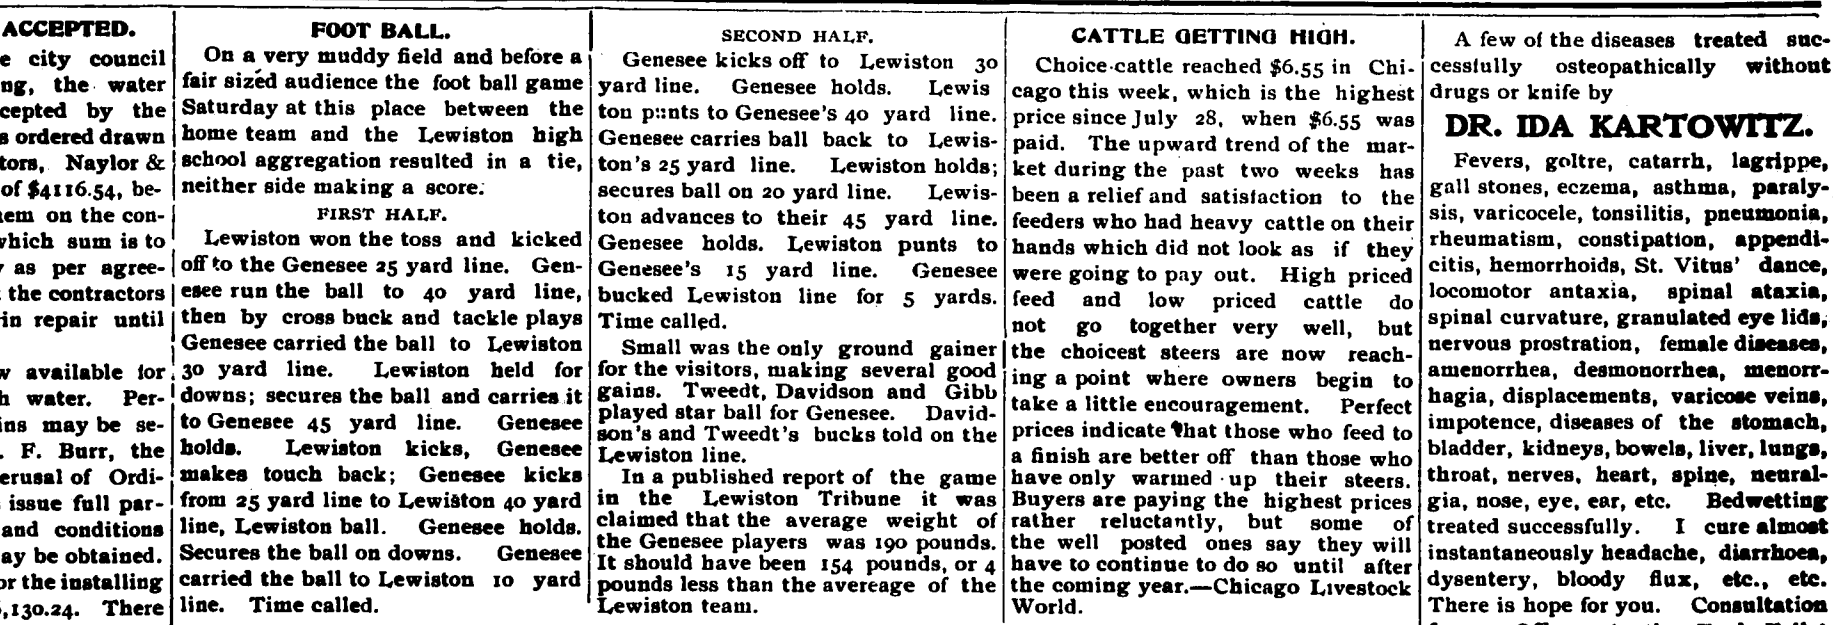 ACCEPTED.
e city council
ng, the water
cepted by the
s ordered drawn
tors, Naylor &
of $4116.54, be-
em on the con-
which sum is to
as per agree-
the contractors
in repair until
w available for
h water. Per-
ins may be se-
. F. Burr, the
erusal of Ordi-
issue full par-
and conditions
ay be obtained.
or the installing
,130.24. There
FOOT BALL.
On a very muddy field and before a
fair sized audience the foot ball game
Saturday at this place between the
home team and the Lewiston high
school aggregation resulted in a tie,
neither side making a score.
FIRST HALF.
Lewiston won the toss and kicked
off to the Genesee 25 yard line. Gen-
esee run the ball to 40 yard line,
then by cross buck and tackle plays
Genesee carried the ball to Lewiston
30 yard line. Lewiston held for
downs; secures the ball and carries it
to Genesee 45 yard line. Genesee
holds. Lewiston kicks, Genesee
makes touch back; Genesee kicks
from 25 yard line to Lewiston 40 yard
line, Lewiston ball. Genesee holds.
Secures the ball on downs. Genesee
carried the ball to Lewiston 10 yard
line. Time called.
SECOND HALF.
Genesee kicks off to Lewiston 30
yard line. Genesee holds. Lewis
ton punts to Genesee's 40 yard line.
Genesee carries ball back to Lewis-
ton's 25 yard line. Lewiston holds;
secures ball on 20 yard line. Lewis-
ton advances to their 45 yard line.
Genesee holds. Lewiston punts to
Genesee's 15 yard line. Genesee
bucked Lewiston line for 5 yards.
Time called.
Small was the only ground gainer
for the visitors, making several good
gains. Tweedt, Davidson and Gibb
played star ball for Genesee. David-
son's and Tweedt's bucks told on the
Lewiston line.
In a published report of the game
in the Lewiston Tribune it was
claimed that the average weight of
the Genesee players was 190 pounds.
It should have been 154 pounds, or 4
pounds less than the avereage of the
Lewiston team.
CATTLE GETTING HIGH.
Choice cattle reached $6.55 in Chi-
cago this week, which is the highest
price since July 28, when $6.55 was
paid. The upward trend of the mar-
ket during the past two weeks has
been a relief and satisfaction to the
feeders who had heavy cattle on their
hands which did not look as if they
were going to pay out. High priced
feed and low priced cattle do
not go together very well, but
the choicest steers are now reach-
ing a point where owners begin to
take a little encouragement. Perfect
prices indicate that those who feed to
a finish are better off than those who
have only warmed up their steers.
Buyers are paying the highest prices
rather reluctantly, but some of
the well posted ones say they will
have to continue to do so until after
the coming year.—Chicago Livestock
World.
A few of the diseases treated suc-
cessfully osteopathically without
drugs or knife by
DR. IDA KARTOWITZ.
Fevers, goltre, catarrh, lagrippe,
gall stones, eczema, asthma, paraly-
sis, varicocele, tonsilitis, pneumonia,
rheumatism, constipation, appendi-
citis, hemorrhoids, St. Vitus' dance,
locomotor antaxia, spinal ataxia,
spinal curvature, granulated eye lids,
nervous prostration, female diseases,
amenorrhea, desmonorrhea, menorr-
hagia, displacements, varicose veins,
impotence, diseases of the stomach,
bladder, kidneys, bowels, liver, lungs,
throat, nerves, heart, spine, neural-
gia, nose, eye, ear, etc. Bedwetting
treated successfully. I cure almost
instantaneously headache, diarrhoea,
dysentery, bloody flux, etc., etc.
There is hope for you. Consultation